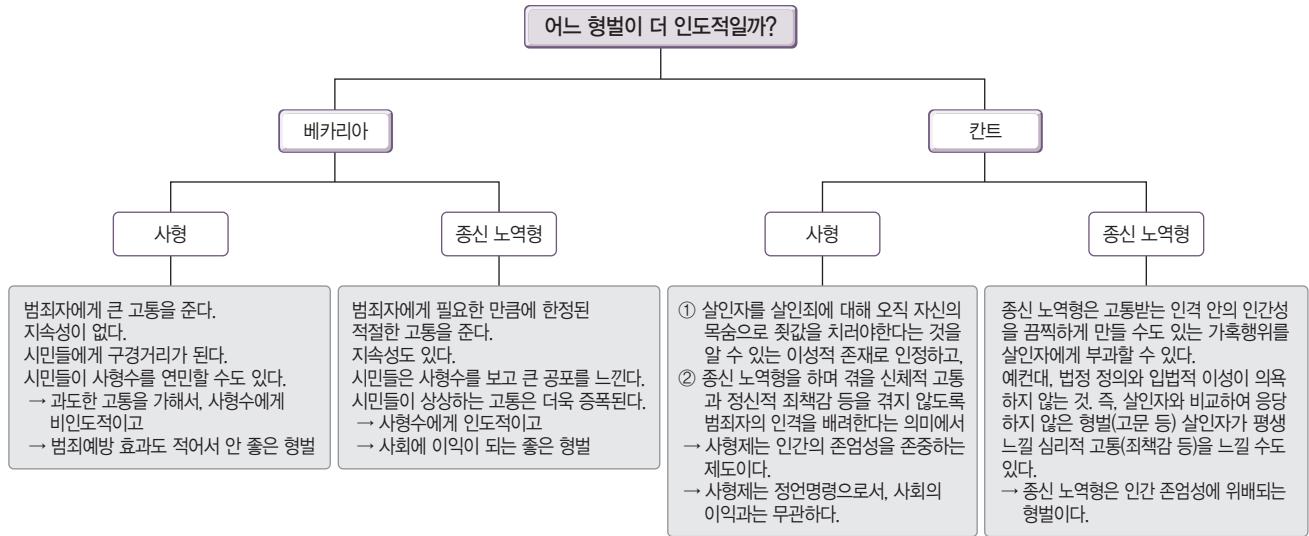 어느 형벌이 더 인도적일까?
베카리아
칸트
사형
종신 노역형
사형
종신 노역형
범죄자에게 큰 고통을 준다.
지속성이 없다.
시민들에게 구경거리가 된다.
시민들이 사형수를 연민할 수도 있다.
→ 과도한 고통을 가해서, 사형수에게
비인도적이고
→ 범죄예방 효과도 적어서 안 좋은 형벌
범죄자에게 필요한 만큼에 한정된
적절한 고통을 준다.
지속성도 있다.
시민들은 사형수를 보고 큰 공포를 느낀다.
시민들이 상상하는 고통은 더욱 증폭된다.
→ 사형수에게 인도적이고
→ 사회에 이익이 되는 좋은 형벌
① 살인자를 살인죄에 대해 오직 자신의
목숨으로 죗값을 치러야한다는 것을
알 수 있는 이성적 존재로 인정하고,
② 종신 노역형을 하며 겪을 신체적 고통
과 정신적 죄책감 등을 겪지 않도록
범죄자의 인격을 배려한다는 의미에서
→ 사형제는 인간의 존엄성을 존중하는
제도이다.
→ 사형제는 정언명령으로서, 사회의
이익과는 무관하다.
종신 노역형은 고통받는 인격 안의 인간성
을 끔찍하게 만들 수도 있는 가혹행위를
살인자에게 부과할 수 있다.
예컨대, 법정 정의와 입법적 이성이 의욕
하지 않는 것. 즉, 살인자와 비교하여 응당
하지 않은 형벌(고문 등) 살인자가 평생
느낄 심리적 고통(죄책감 등)을 느낄 수도
있다.
→ 종신 노역형은 인간 존엄성에 위배되는
형벌이다.